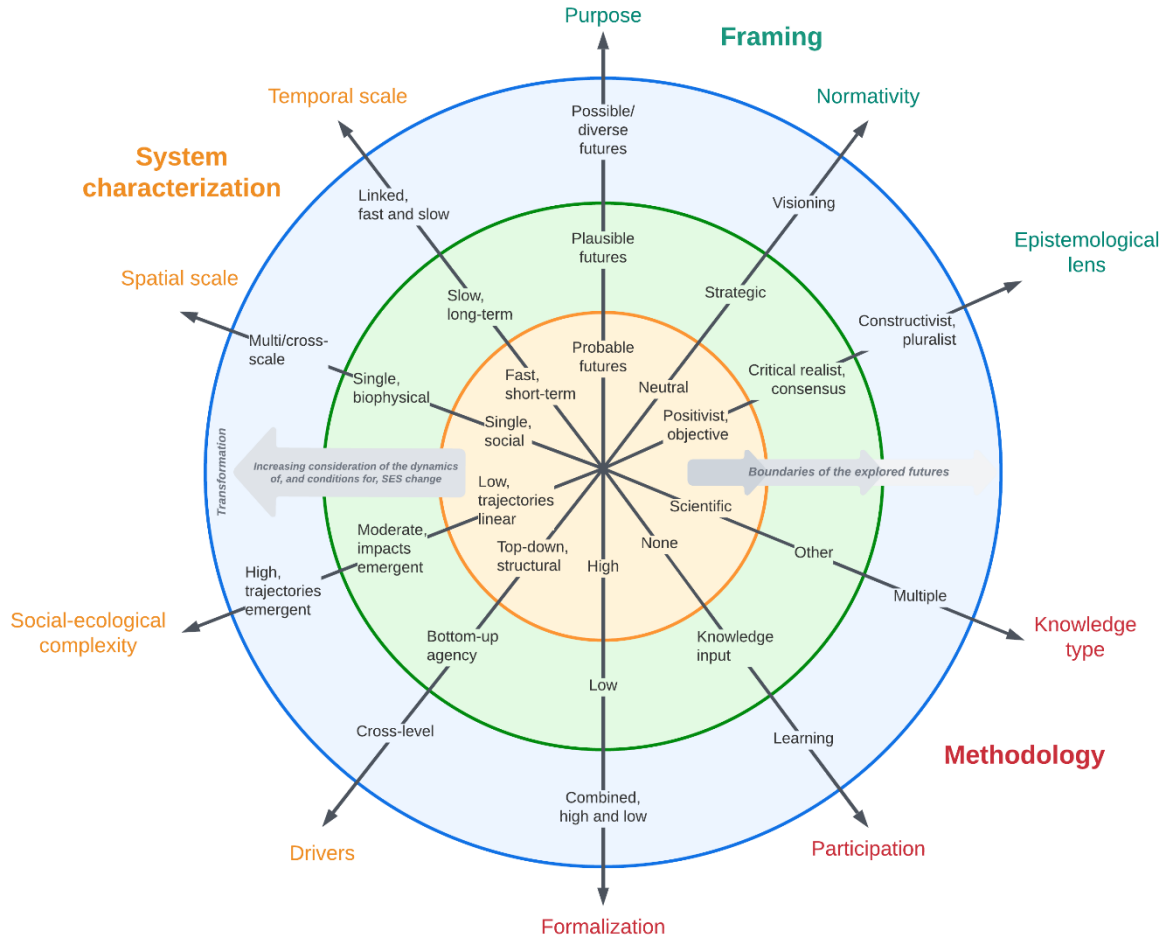 Purpose
Framing
Temporal scale
Normativity
System
characterization
Possible/
diverse
futures
Linked,
fast and slow
Visioning
Spatial scale
Epistemological
lens
Plausible
futures
Slow,
long-term
Strategic
Multi/cross-
scale
Constructivist,
pluralist
Probable
futures
Single,
biophysical
Fast,
short-term
Neutral
Critical realist,
consensus
Single,
social
Positivist,
objective
Transformation
Increasing consideration of the dynamics
of, and conditions for, SES change
Boundaries of the explored futures
Low,
trajectories
linear
Scientific
Moderate,
impacts
emergent
Top-down,
structural
None
Other
High
High,
trajectories
emergent
Multiple
Social-ecological
complexity
Bottom-up
agency
Knowledge
input
Knowledge
type
Low
Cross-level
Learning
Methodology
Combined,
high and low
Drivers
Participation
Formalization